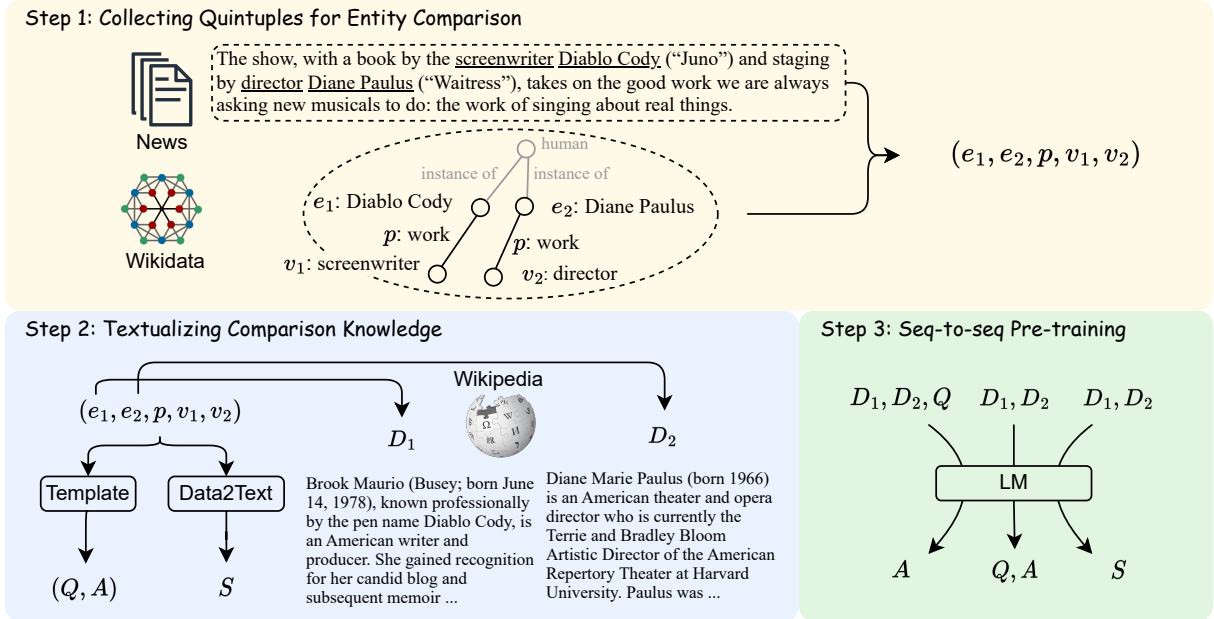 Step 1: Collecting Quintuples for Entity Comparison
The show, with a book by the screenwriter Diablo Cody (“Juno”) and staging
by director Diane Paulus (“Waitress”), takes on the good work we are always
asking new musicals to do: the work of singing about real things.
News
human
instance of
instance of
(e₁, e₂, p, v₁, v₂)
e₁: Diablo Cody
e₂: Diane Paulus
p: work
p: work
v₁: screenwriter
v₂: director
Wikidata
Step 2: Textualizing Comparison Knowledge
Wikipedia
(e₁, e₂, p, v₁, v₂)
D₁
D₂
Template
Data2Text
(Q, A)
S
Brook Maurio (Busey; born June
14, 1978), known professionally
by the pen name Diablo Cody, is
an American writer and
producer. She gained recognition
for her candid blog and
subsequent memoir ...
Diane Marie Paulus (born 1966)
is an American theater and opera
director who is currently the
Terrie and Bradley Bloom
Artistic Director of the American
Repertory Theater at Harvard
University. Paulus was ...
Step 3: Seq-to-seq Pre-training
D₁, D₂, Q
D₁, D₂
D₁, D₂
LM
A
Q, A
S